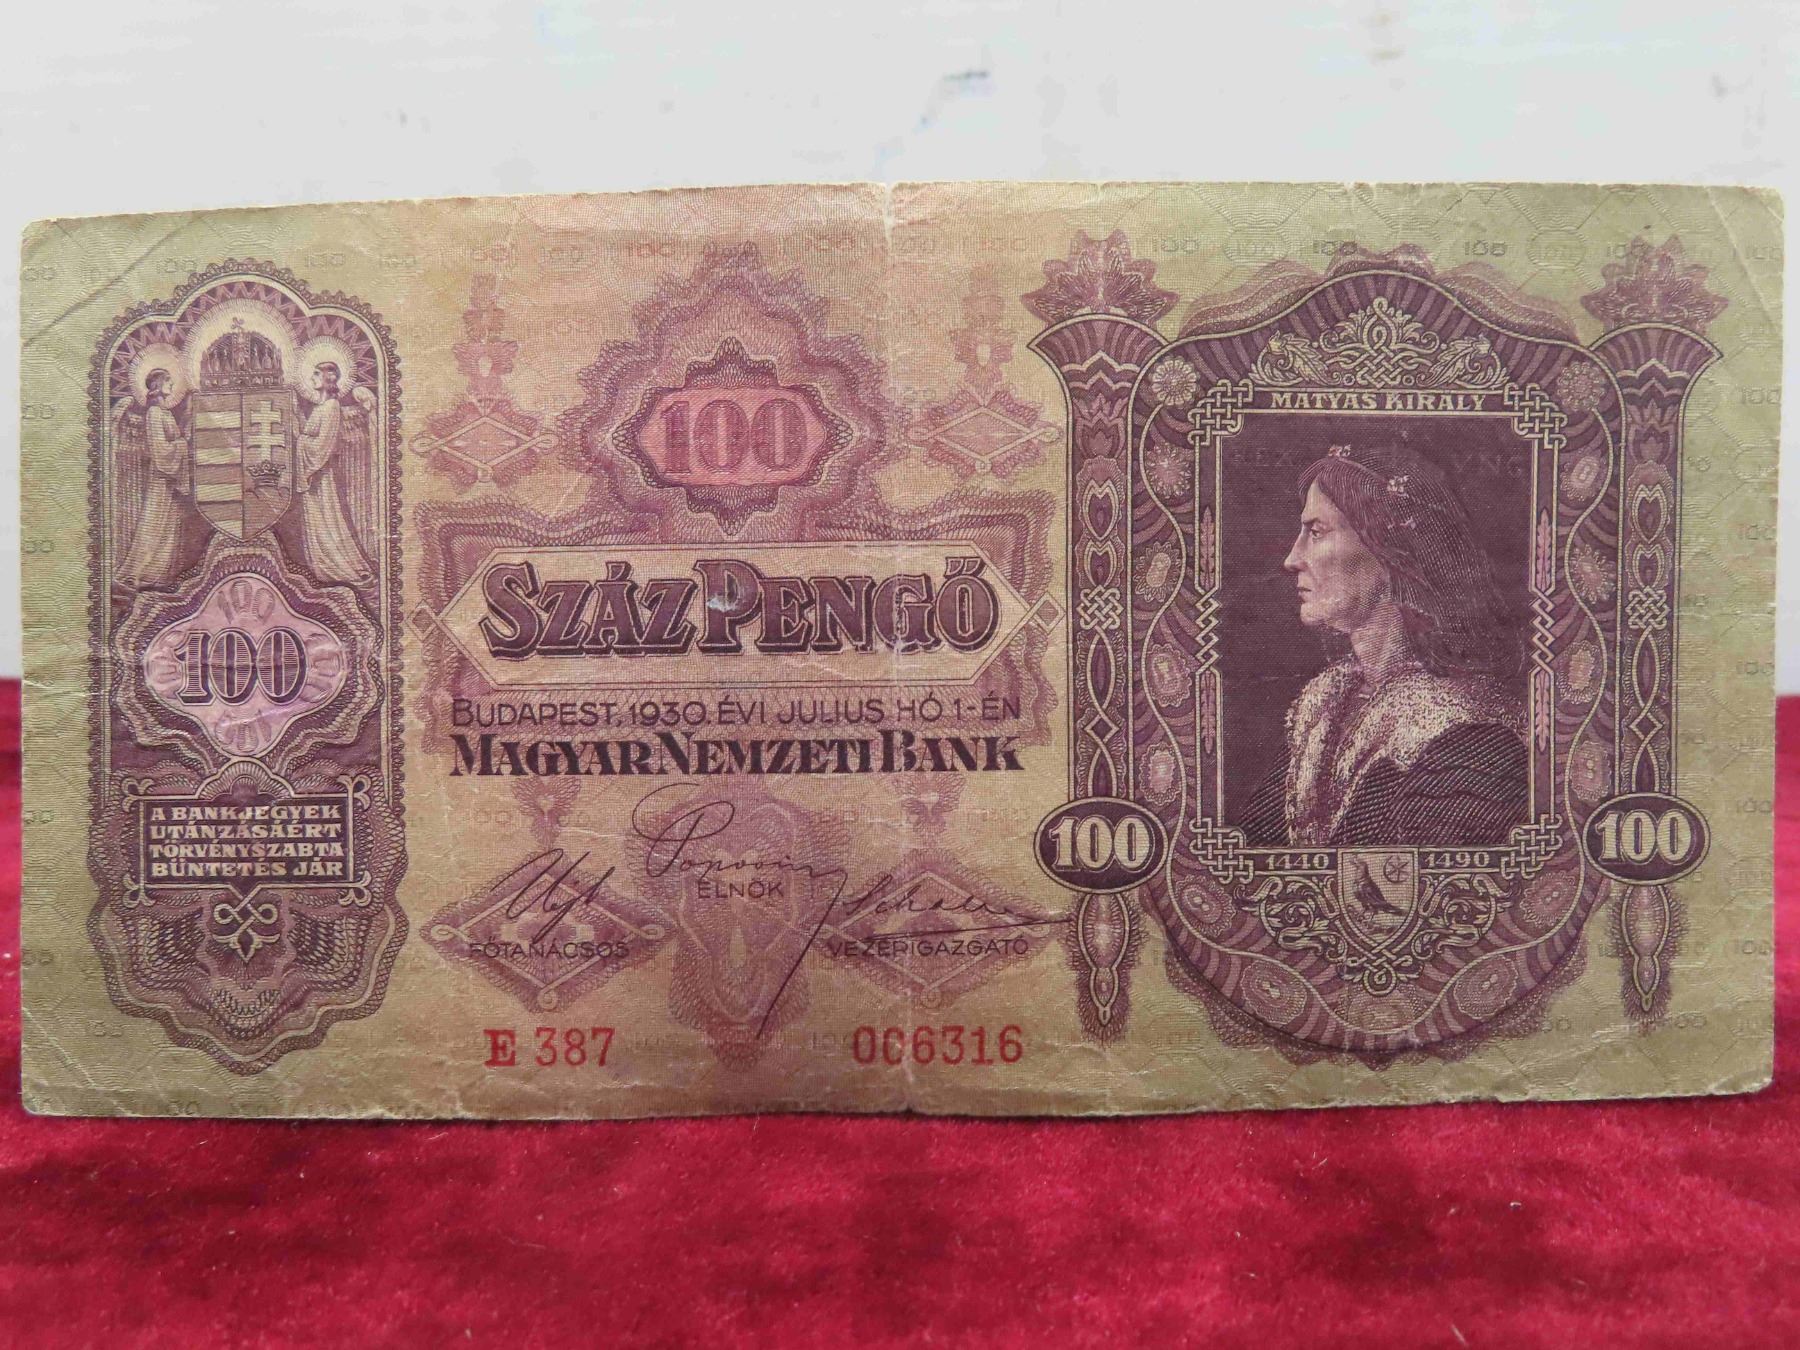 100
100
A BANKJEGYEK
UTÁNZÁSÁÉRT
TÖRVÉNYSZABTA
BÜNTETÉS JÁR
SZÁZ PENGŐ
BUDAPEST, 1930. ÉVI JULIUS HÓ 1-ÉN
MAGYAR NEMZETI BANK
ELNÖK
FŐTANÁCSOS
VEZÉRIGAZGATÓ
E 387
006316
MÁTYÁS KIRÁLY
100
100
1440
1490